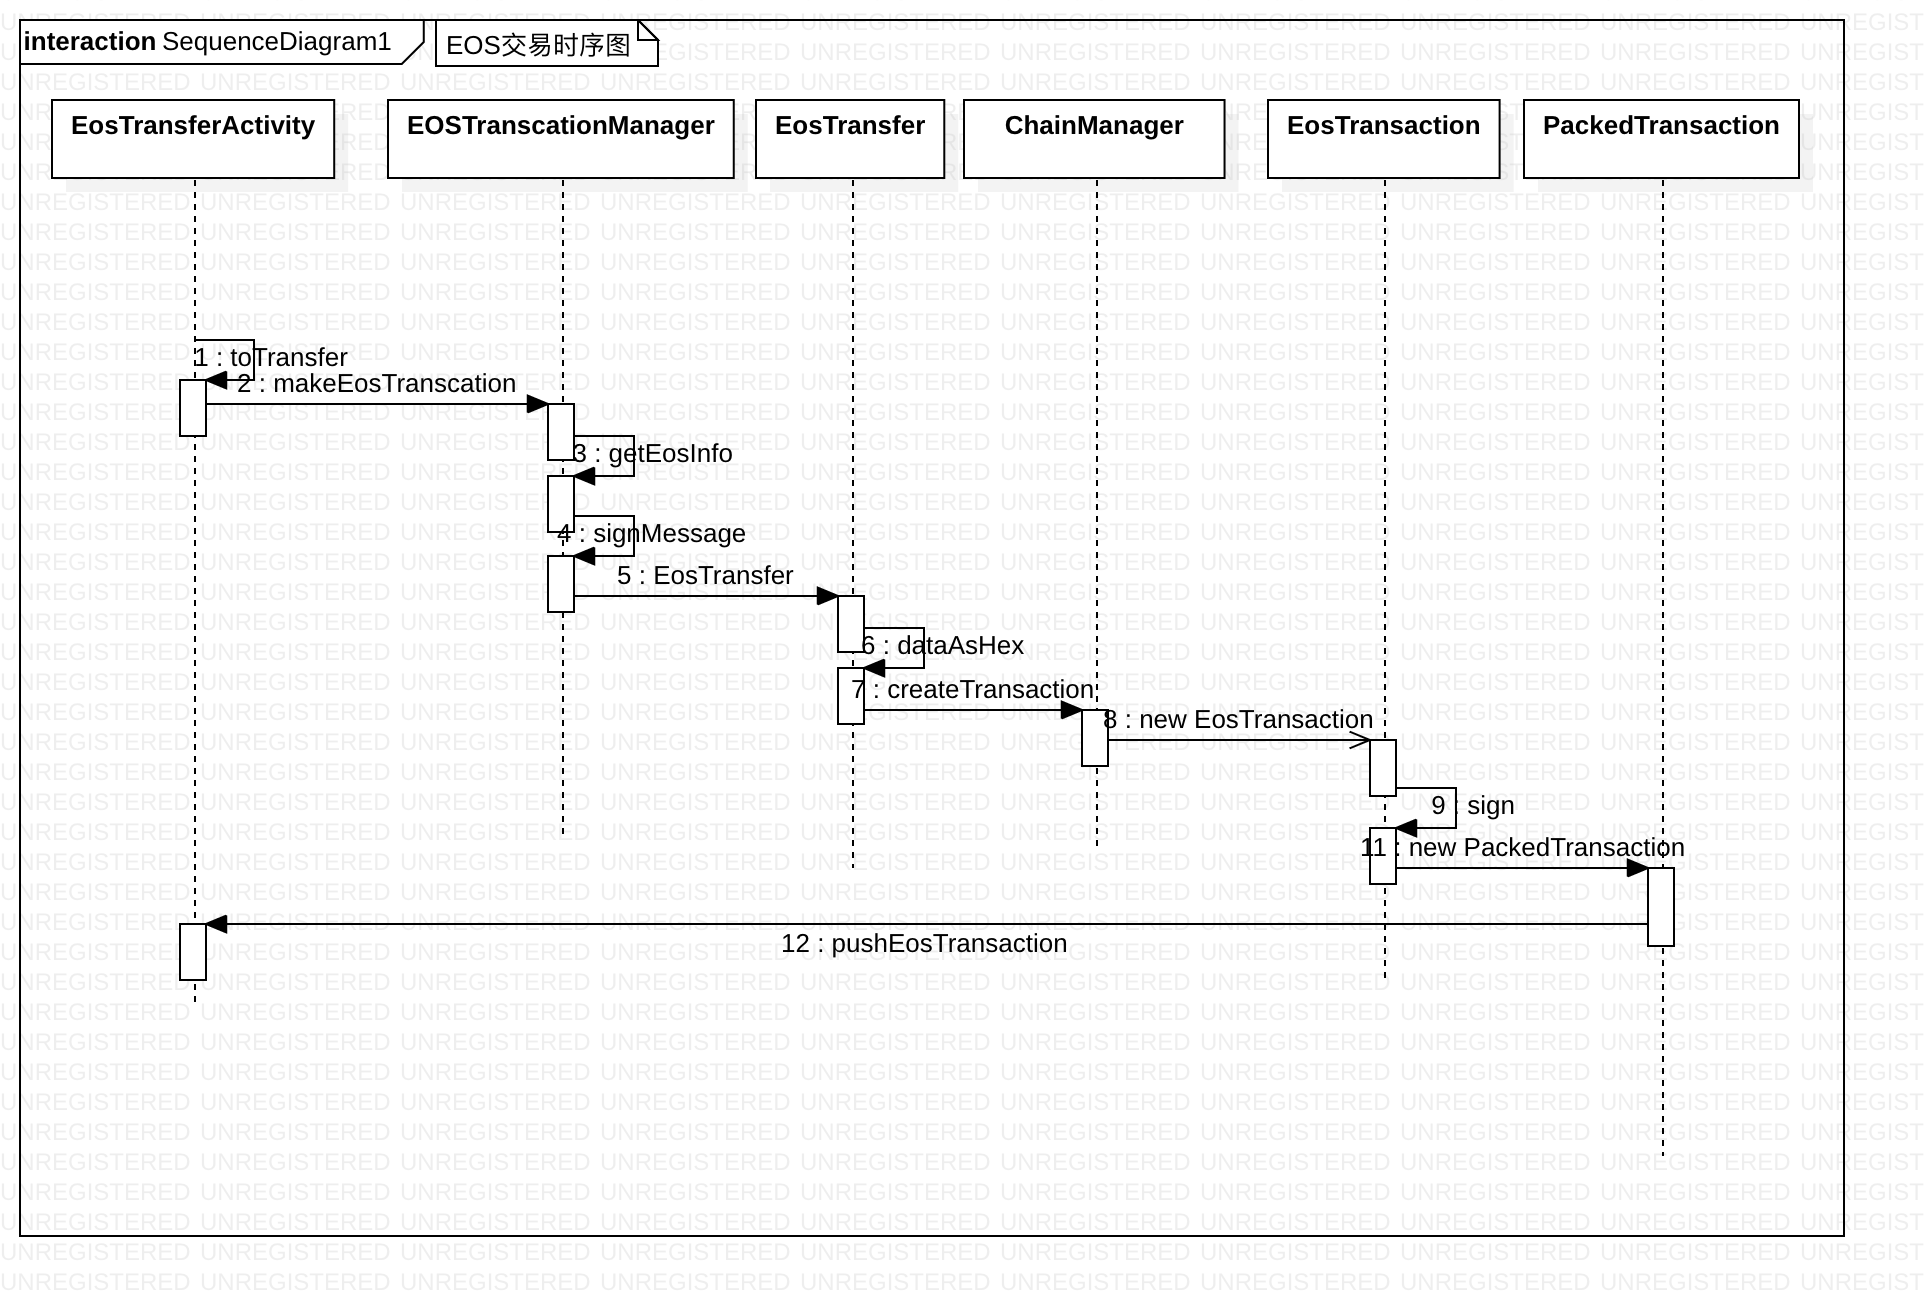 interaction SequenceDiagram1
EOS交易时序图
EosTransferActivity
EOSTranscationManager
EosTransfer
ChainManager
EosTransaction
PackedTransaction
1 : toTransfer
2 : makeEosTranscation
3 : getEosInfo
4 : signMessage
5 : EosTransfer
6 : dataAsHex
7 : createTransaction
8 : new EosTransaction
9 : sign
11 : new PackedTransaction
12 : pushEosTransaction
UNREGISTERED